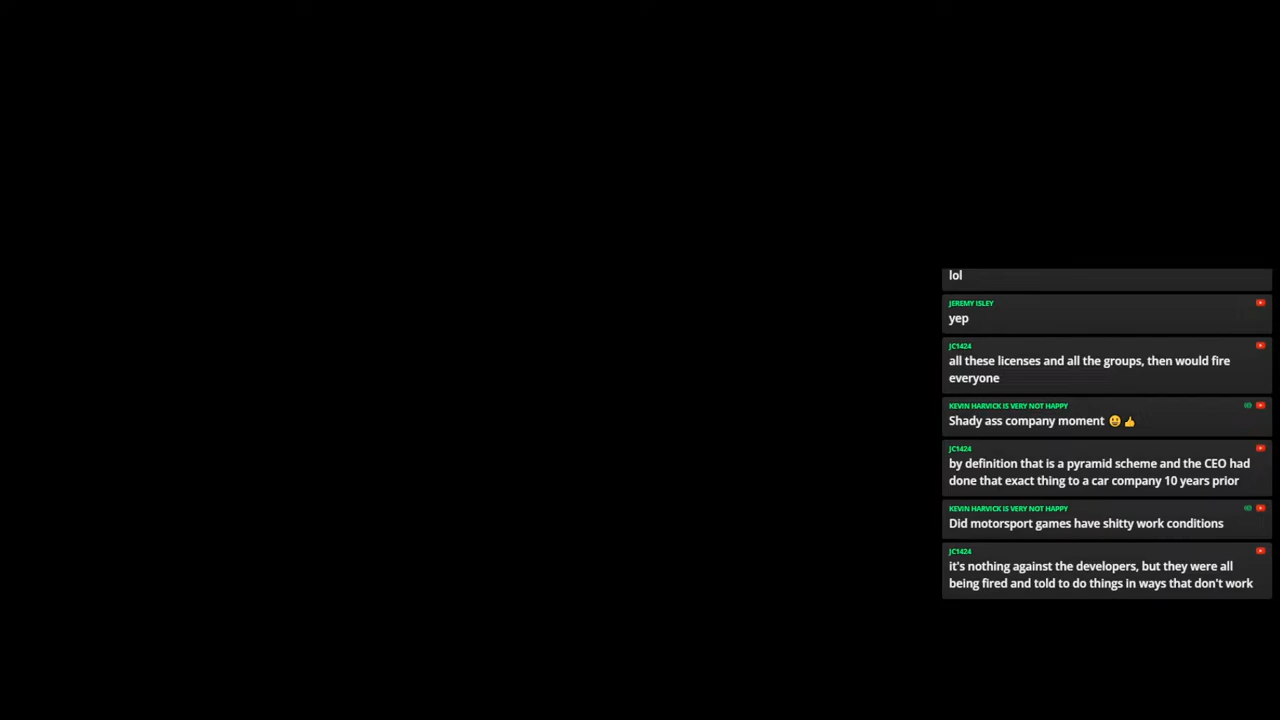 lol
JEREMY ISLEY
yep
JC1424
all these licenses and all the groups, then would fire
everyone
KEVIN HARVICK IS VERY NOT HAPPY
Shady ass company moment 😃👍
JC1424
by definition that is a pyramid scheme and the CEO had
done that exact thing to a car company 10 years prior
KEVIN HARVICK IS VERY NOT HAPPY
Did motorsport games have shitty work conditions
JC1424
it's nothing against the developers, but they were all
being fired and told to do things in ways that don't work